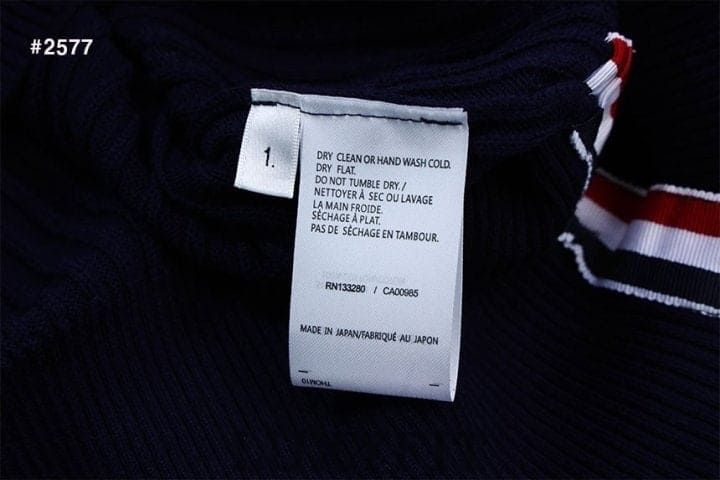 #2577
1.
DRY CLEAN OR HAND WASH COLD.
DRY FLAT.
DO NOT TUMBLE DRY./
NETTOYER À SEC OU LAVAGE
LA MAIN FROIDE.
SÉCHAGE À PLAT.
PAS DE SÉCHAGE EN TAMBOUR.
RN133280 / CA00985
MADE IN JAPAN/FABRIQUÉ AU JAPON
THOM10